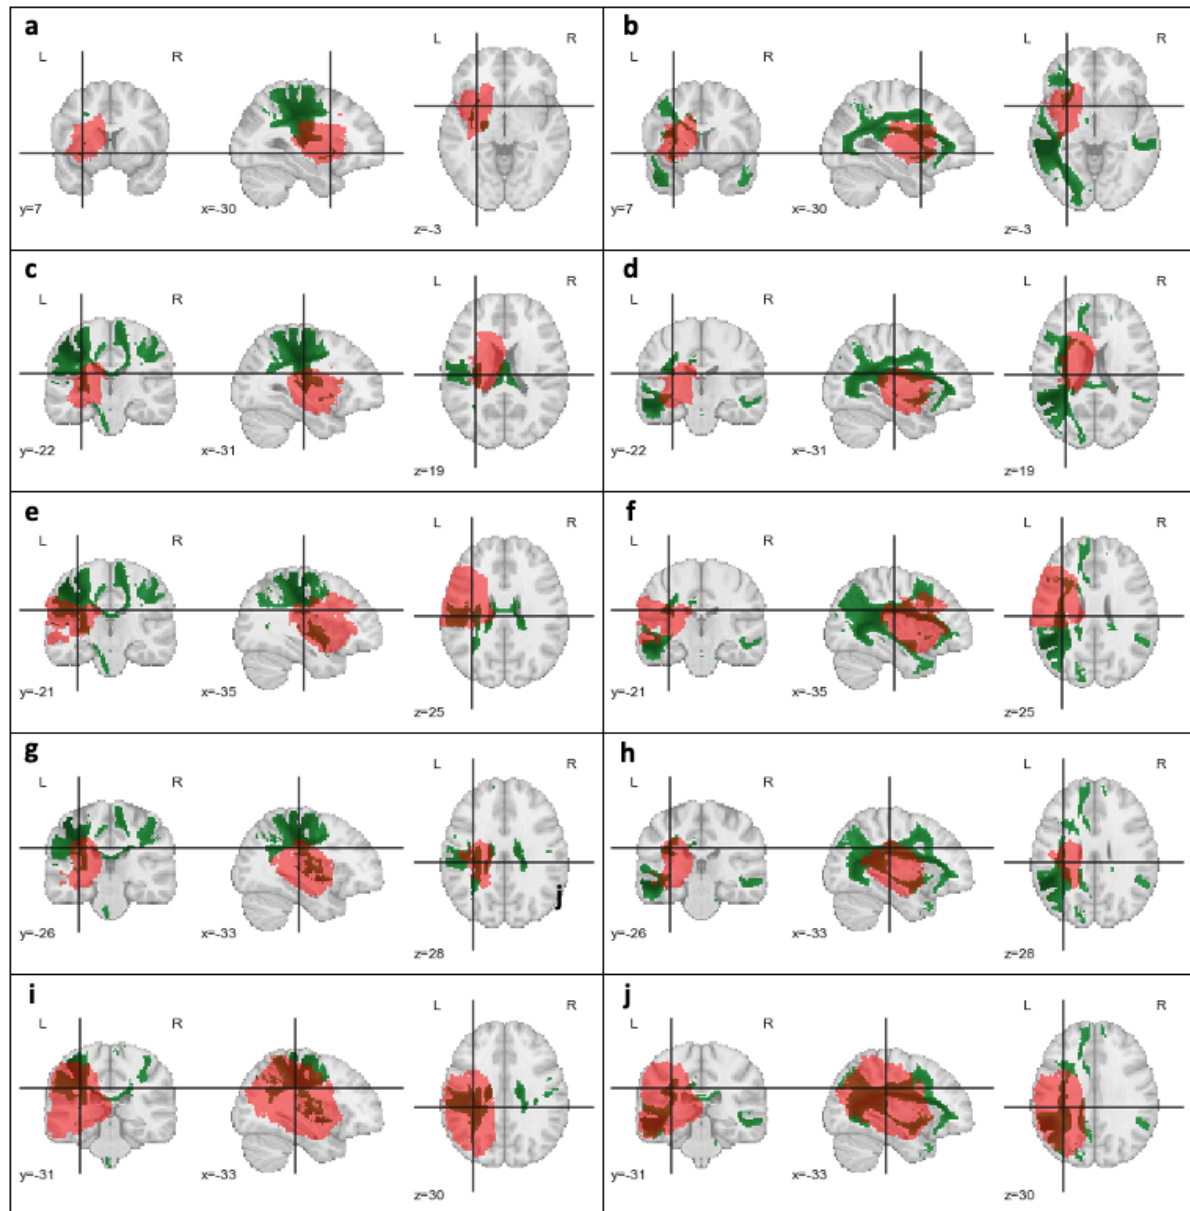 a
L R L R
y=7 x=-30 z=-3
b
L R L R
y=7 x=-30 z=-3
c
L R L R
y=-22 x=-31 z=19
d
L R L R
y=-22 x=-31 z=19
e
L R L R
y=-21 x=-35 z=25
f
L R L R
y=-21 x=-35 z=25
g
L R L R
j
y=-26 x=-33 z=28
h
L R L R
y=-26 x=-33 z=28
i
L R L R
y=-31 x=-33 z=30
j
L R L R
y=-31 x=-33 z=30